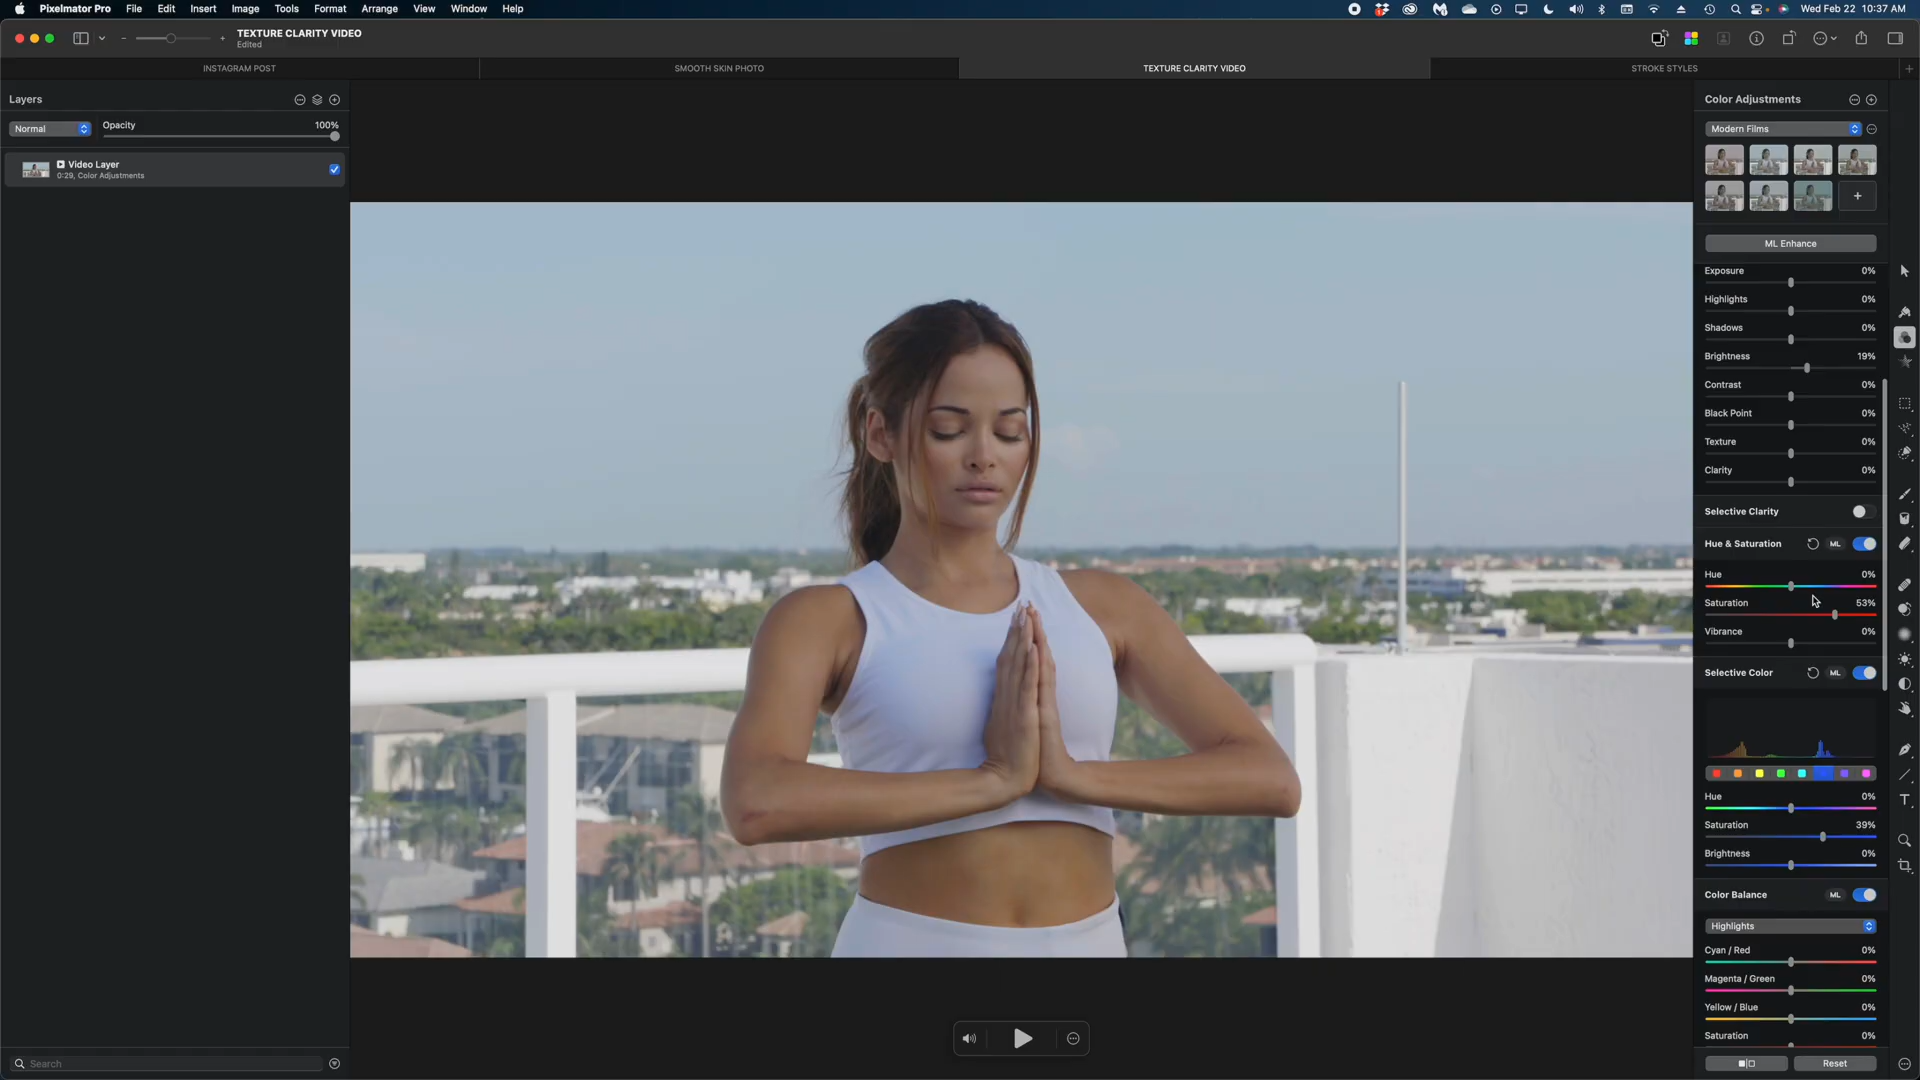 Pixelmator Pro File Edit Insert Image Tools Format Arrange View Window Help Wed Feb 22 10:37 AM
TEXTURE CLARITY VIDEO
Edited
INSTAGRAM POST SMOOTH SKIN PHOTO TEXTURE CLARITY VIDEO STROKE STYLES
Layers
Normal Opacity 100%
Video Layer
0:29, Color Adjustments
Search
Color Adjustments
Modern Films
ML Enhance
Exposure 0%
Highlights 0%
Shadows 0%
Brightness 19%
Contrast 0%
Black Point 0%
Texture 0%
Clarity 0%
Selective Clarity
Hue & Saturation ML
Hue 0%
Saturation 53%
Vibrance 0%
Selective Color ML
Hue 0%
Saturation 39%
Brightness 0%
Color Balance ML
Highlights
Cyan / Red 0%
Magenta / Green 0%
Yellow / Blue 0%
Saturation 0%
Reset